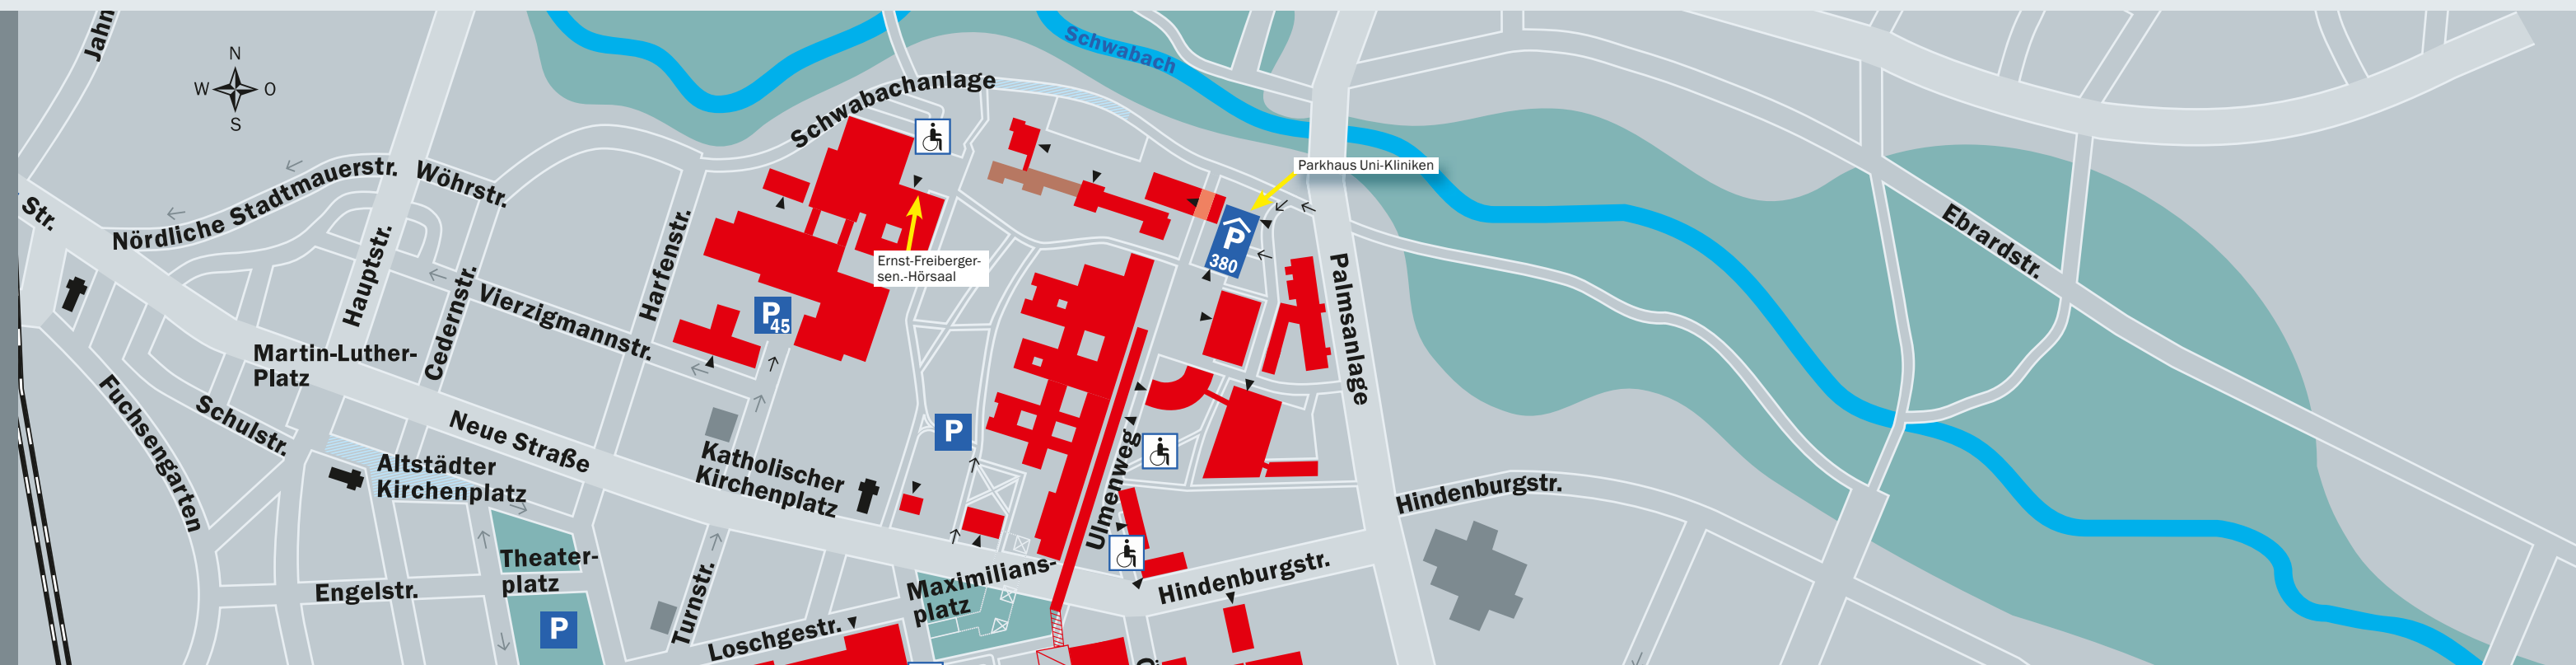 Jahn
N
W
O
S
Schwabach
Schwabachanlage
Parkhaus Uni-Kliniken
Nördliche Stadtmauerstr.
Wöhrstr.
Str.
Hauptstr.
Cedernstr.
Harfenstr.
Vierzigmannstr.
Ernst-Freiberger-
sen.-Hörsaal
P
380
P
45
Palmsanlage
Ebrardstr.
Martin-Luther-
Platz
Fuchsengarten
Schulstr.
Neue Straße
Altstädter
Kirchenplatz
Katholischer
Kirchenplatz
P
Ulmenweg
Hindenburgstr.
Theater-
platz
Engelstr.
P
Turnstr.
Loschgestr.
Maximilians-
platz
Hindenburgstr.